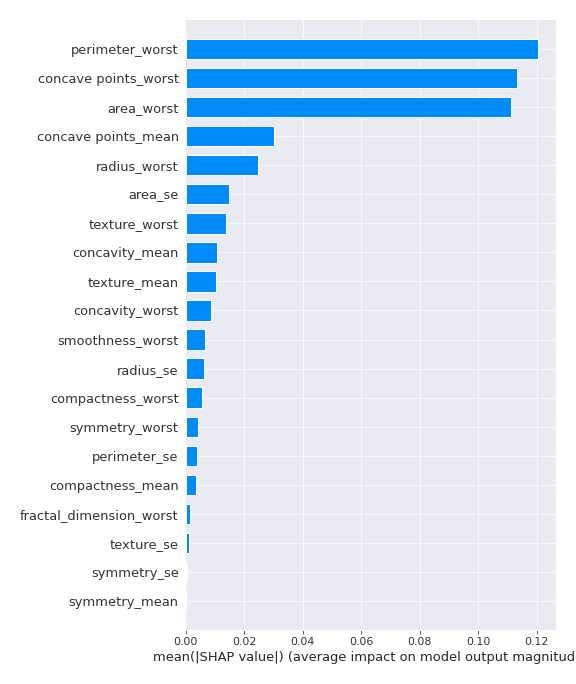 perimeter_worst
concave points_worst
area_worst
concave points_mean
radius_worst
area_se
texture_worst
concavity_mean
texture_mean
concavity_worst
smoothness_worst
radius_se
compactness_worst
symmetry_worst
perimeter_se
compactness_mean
fractal_dimension_worst
texture_se
symmetry_se
symmetry_mean
0.00 0.02 0.04 0.06 0.08 0.10 0.12
mean(|SHAP value|) (average impact on model output magnitude